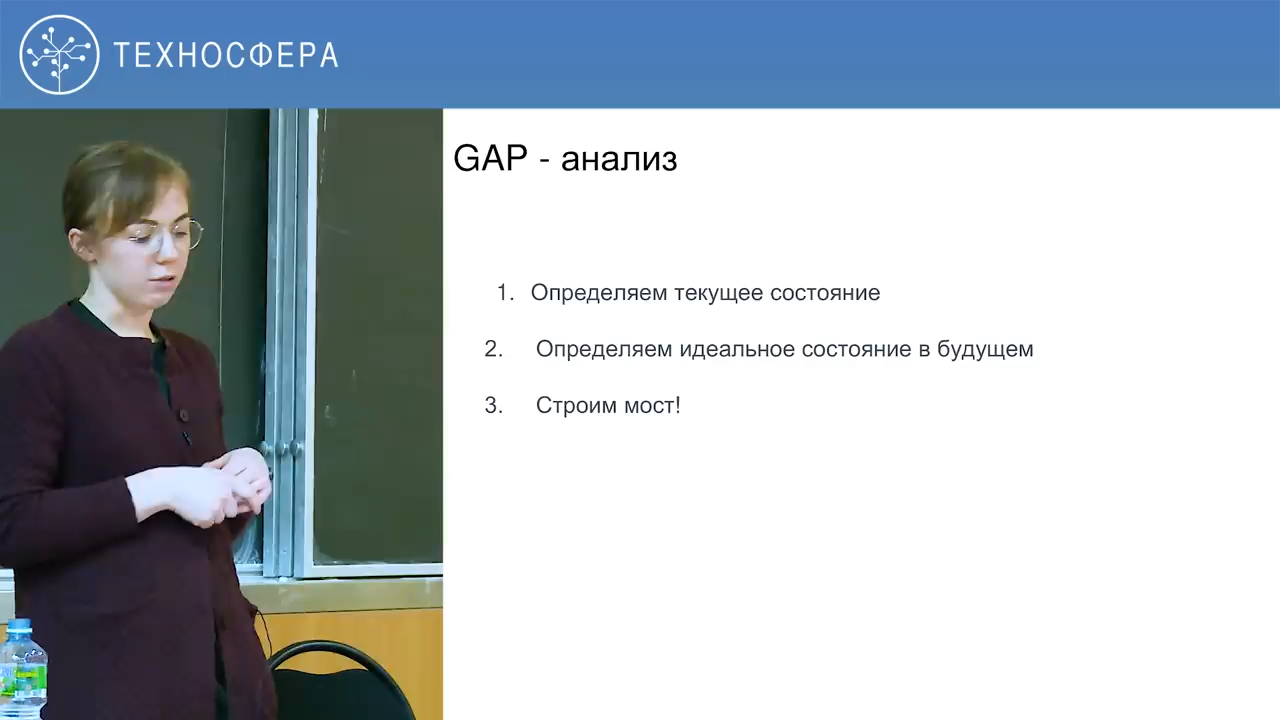 ТЕХНОСФЕРА
GAP - анализ
1. Определяем текущее состояние
2. Определяем идеальное состояние в будущем
3. Строим мост!